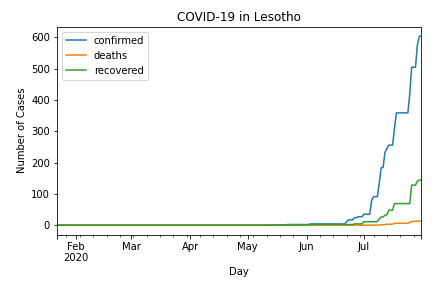 COVID-19 in Lesotho
confirmed
deaths
recovered
Number of Cases
600
500
400
300
200
100
0
Feb
2020
Mar
Apr
May
Jun
Jul
Day